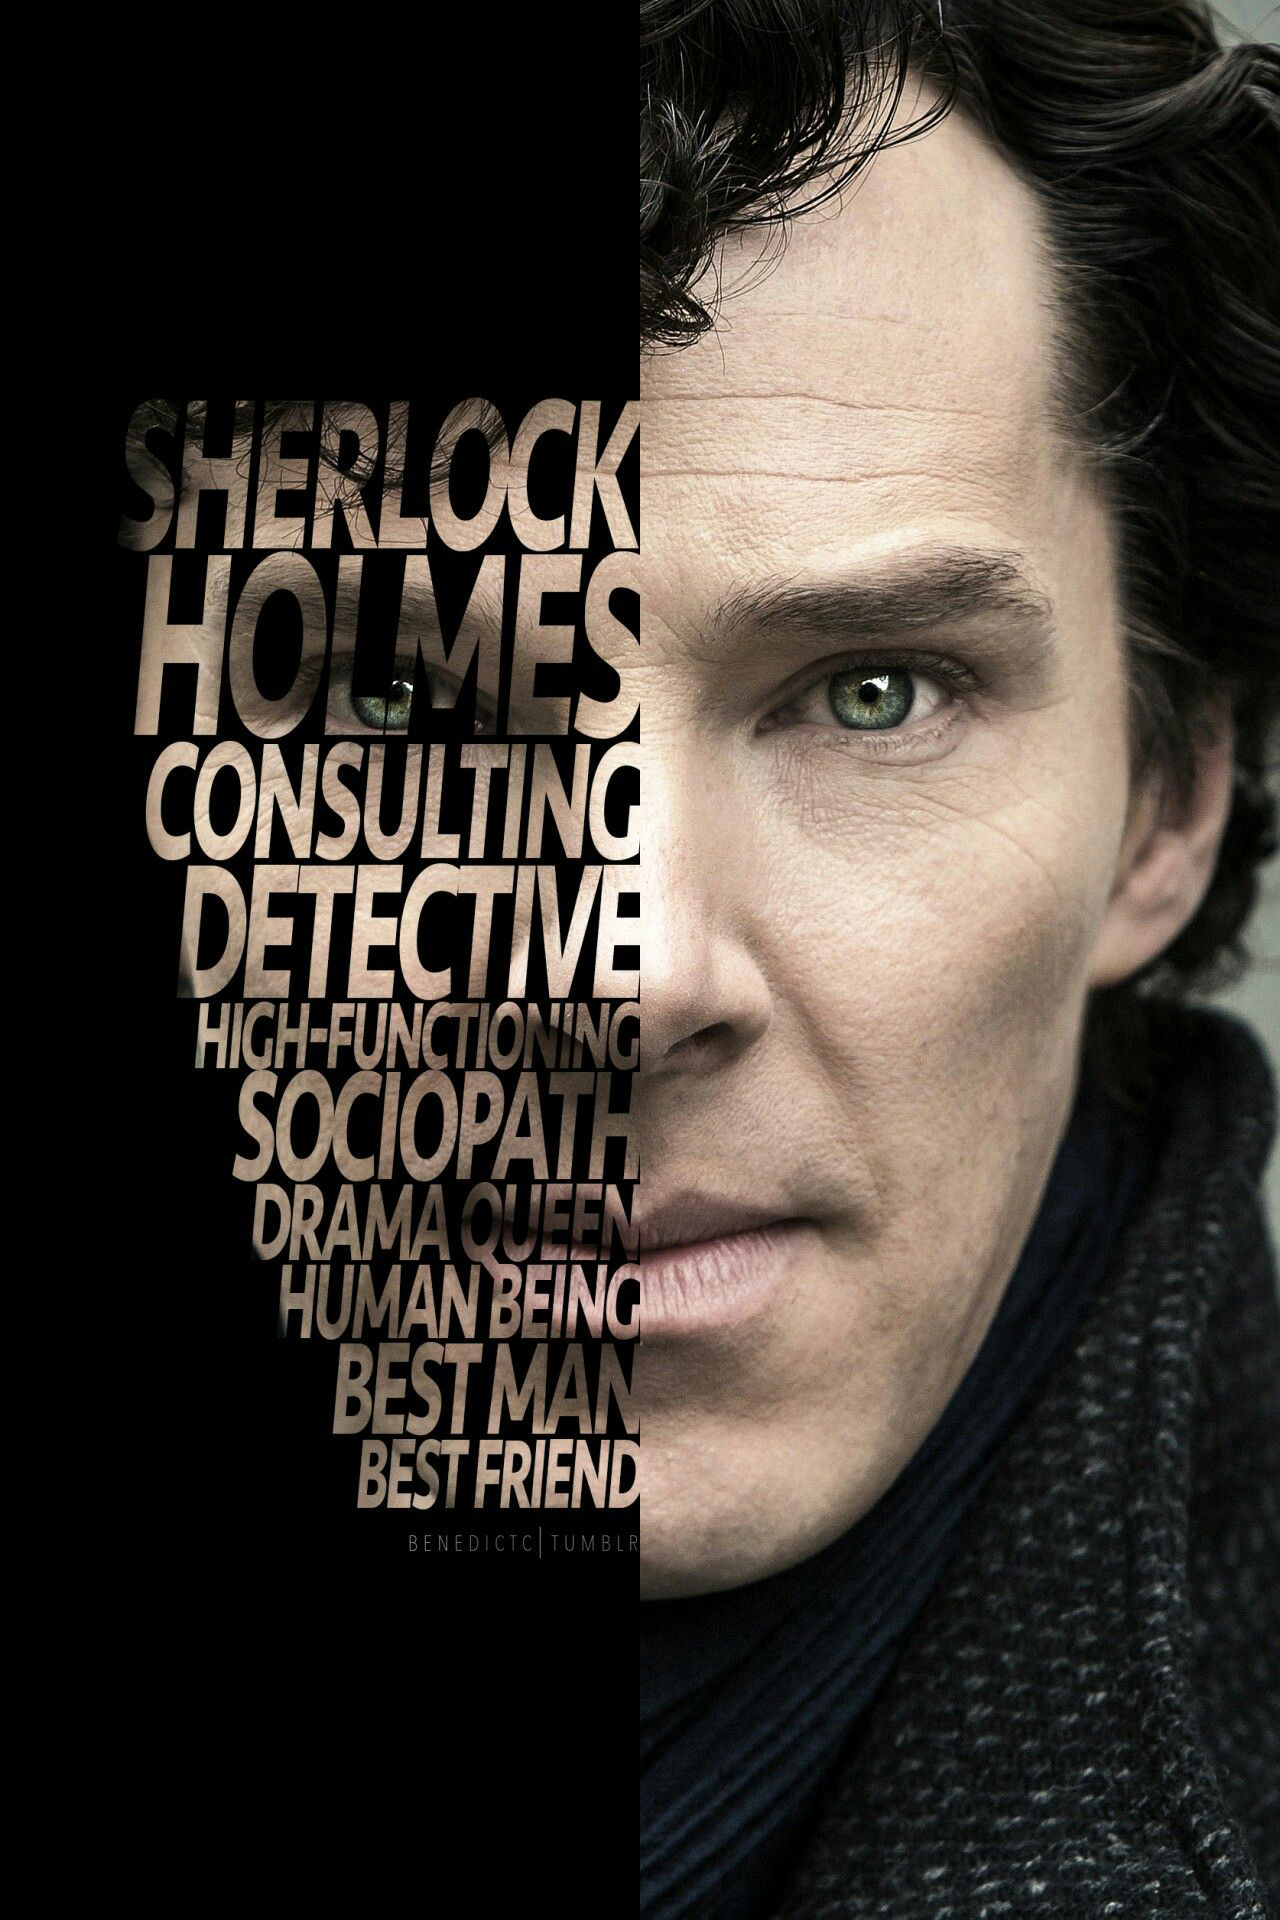 SHERLOCK
HOLMES
CONSULTING
DETECTIVE
HIGH-FUNCTIONING
SOCIOPATH
DRAMA QUEEN
HUMAN BEING
BEST MAN
BEST FRIEND
BENEDICTC|TUMBLR